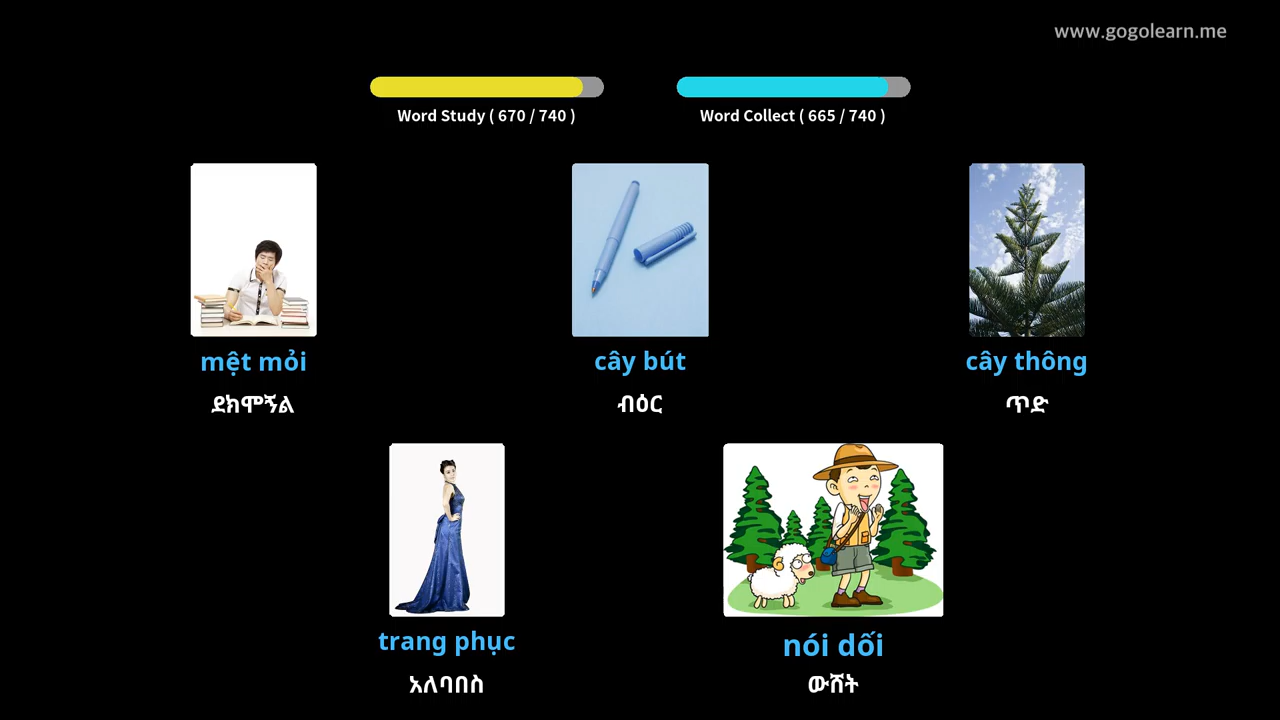 www.gogolearn.me
Word Study ( 670 / 740 )
Word Collect ( 665 / 740 )
mệt mỏi
cây bút
cây thông
ደክሞኝል
ብዕር
ጥድ
trang phục
nói dối
አለባበስ
ውሸት